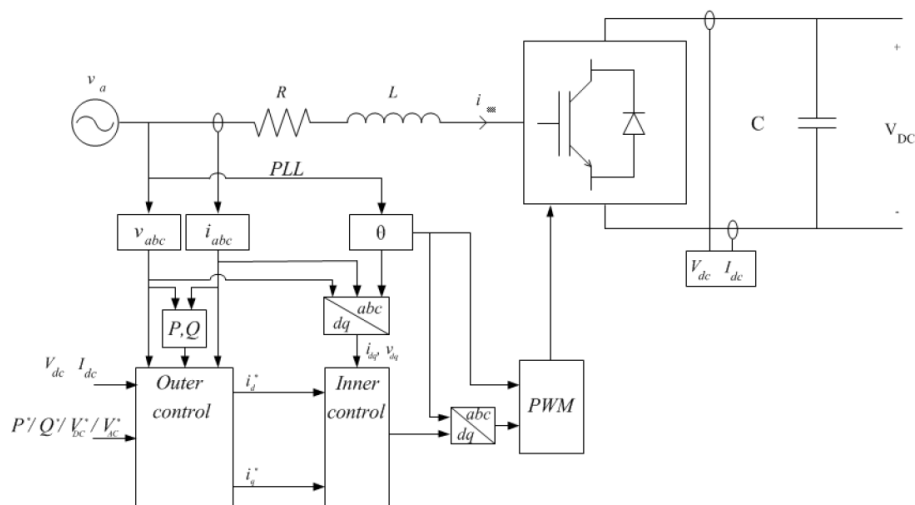 v a
R
L
i
C
+
V DC
-
PLL
v abc
i abc
θ
V dc I dc
abc
dq
P,Q
i dq, v dq
V dc I dc
Outer
control
i d *
Inner
control
P*/Q*/V DC */V AC *
abc
dq
PWM
i q *